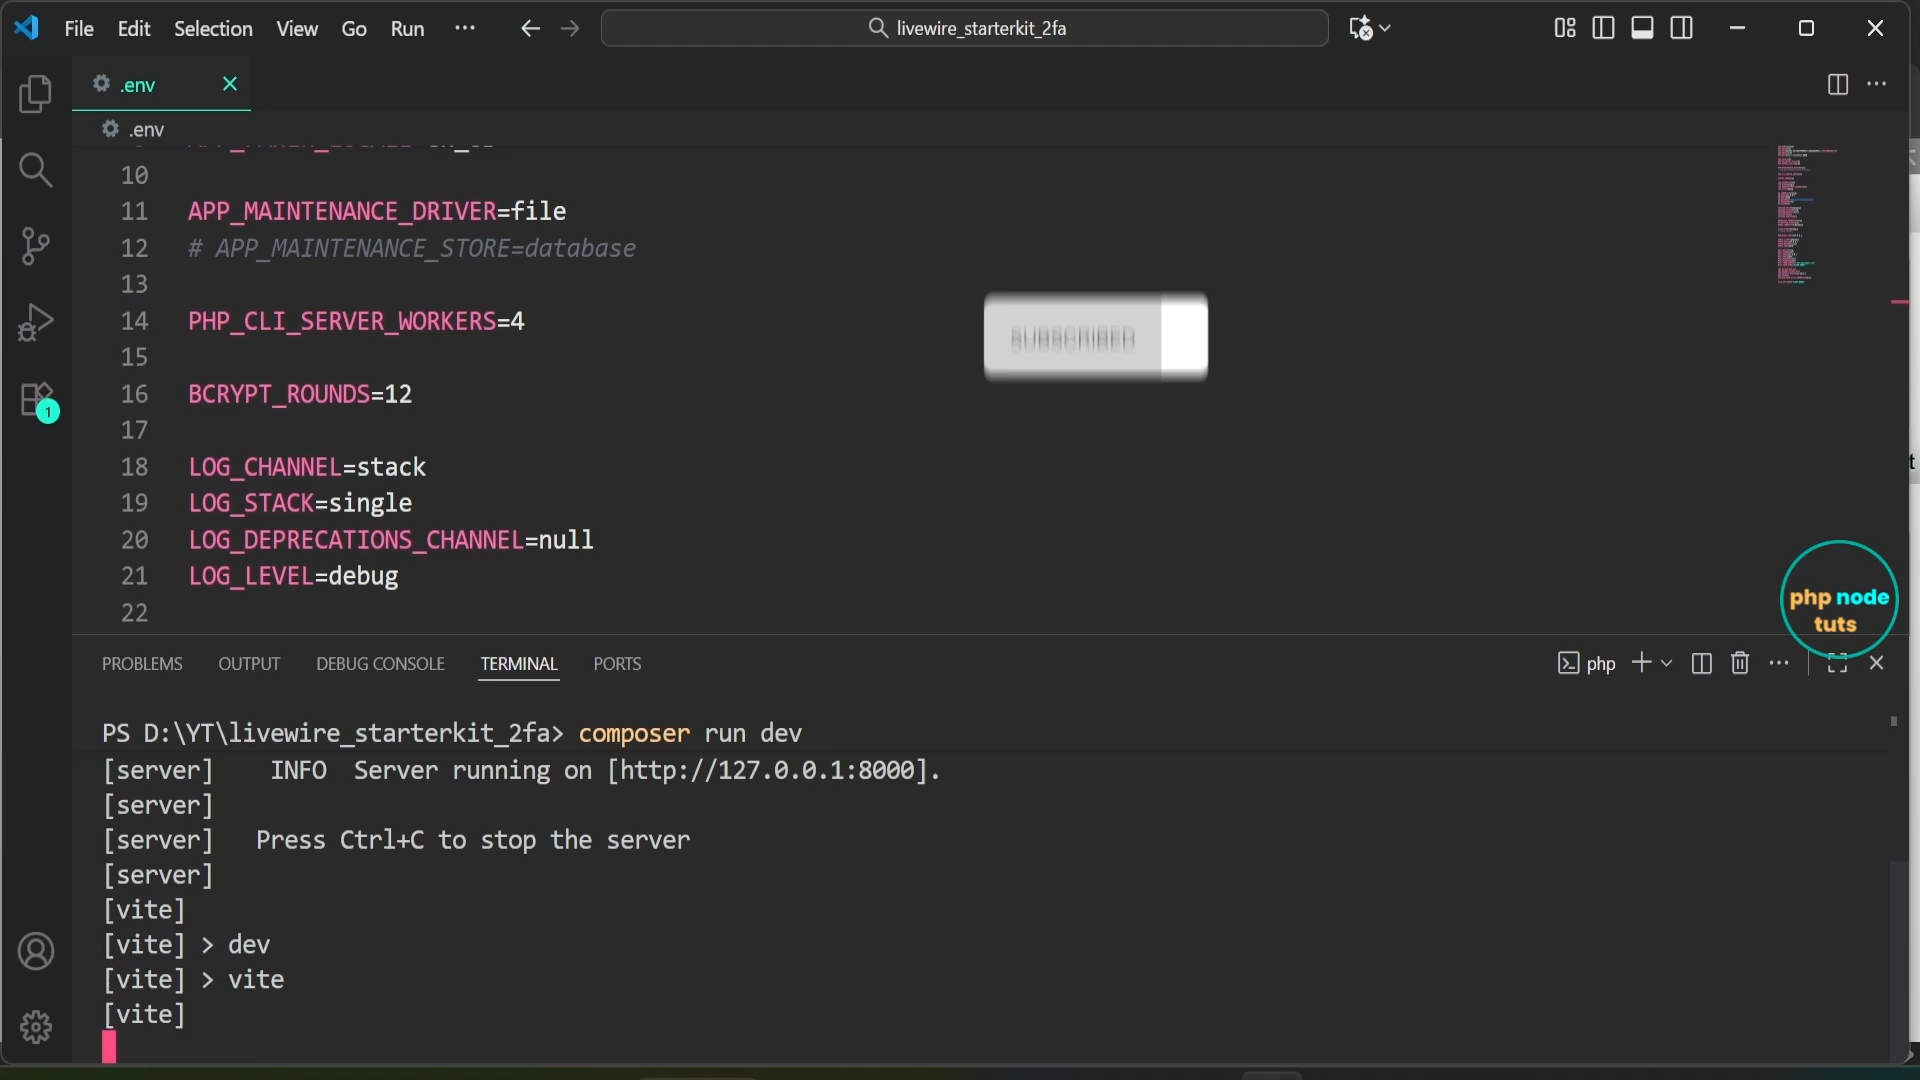 File Edit Selection View Go Run ··· livewire_starterkit_2fa
.env
.env
10
11 APP_MAINTENANCE_DRIVER=file
12 # APP_MAINTENANCE_STORE=database
13
14 PHP_CLI_SERVER_WORKERS=4
15
16 BCRYPT_ROUNDS=12
17
18 LOG_CHANNEL=stack
19 LOG_STACK=single
20 LOG_DEPRECATIONS_CHANNEL=null
21 LOG_LEVEL=debug
22
SUBSCRIBED
1
php node
tuts
PROBLEMS OUTPUT DEBUG CONSOLE TERMINAL PORTS php
PS D:\YT\livewire_starterkit_2fa> composer run dev
[server] INFO Server running on [http://127.0.0.1:8000].
[server]
[server] Press Ctrl+C to stop the server
[server]
[vite]
[vite] > dev
[vite] > vite
[vite]